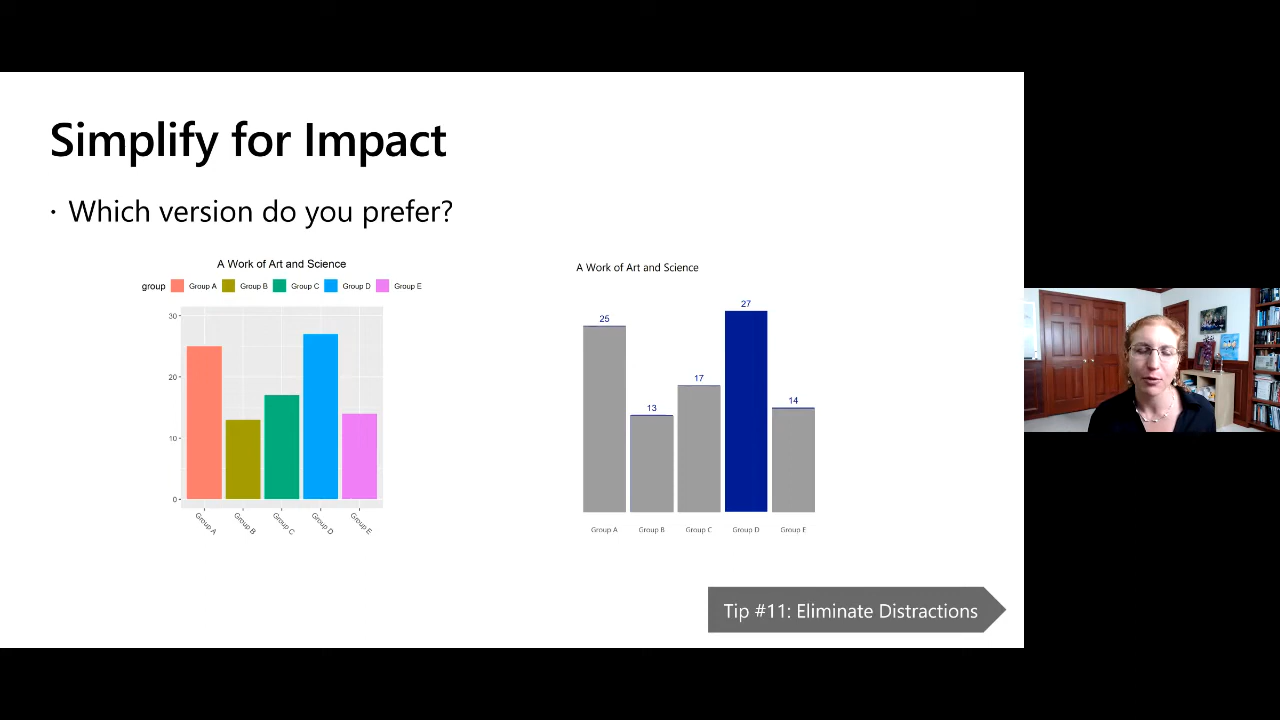 Simplify for Impact
• Which version do you prefer?
A Work of Art and Science
group Group A Group B Group C Group D Group E
30
20
10
0
Group A Group B Group C Group D Group E
A Work of Art and Science
25 13 17 27 14
Group A Group B Group C Group D Group E
Tip #11: Eliminate Distractions